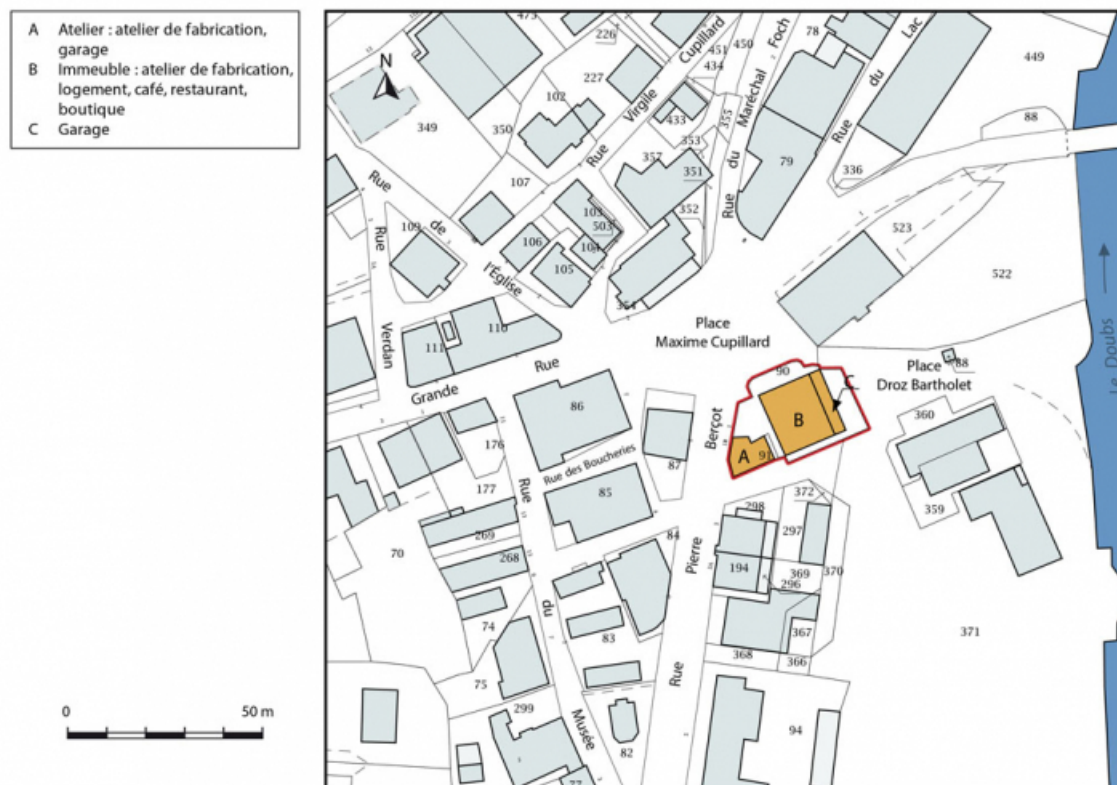 A Atelier : atelier de fabrication,
garage
B Immeuble : atelier de fabrication,
logement, café, restaurant,
boutique
C Garage
0 50 m
N
475
226
227
102
349
350
107
Rue Virgile Cupillard
451
434
450
433
353
355
357
351
352
Rue du Maréchal Foch
78
79
Rue du Lac
336
449
88
523
522
Le Doubs
Rue de l'Église
109
Rue Verdan
106
103
503
104
105
354
110
111
Grande Rue
Place
Maxime Cupillard
Place
Droz Bartholet
88
90
C
B
A
91
86
87
Rue des Boucheries
85
84
176
177
269
268
70
74
75
83
82
299
77
Rue du Musée
Rue Pierre Berçot
298
372
297
194
369
296
370
367
368
366
94
360
359
371